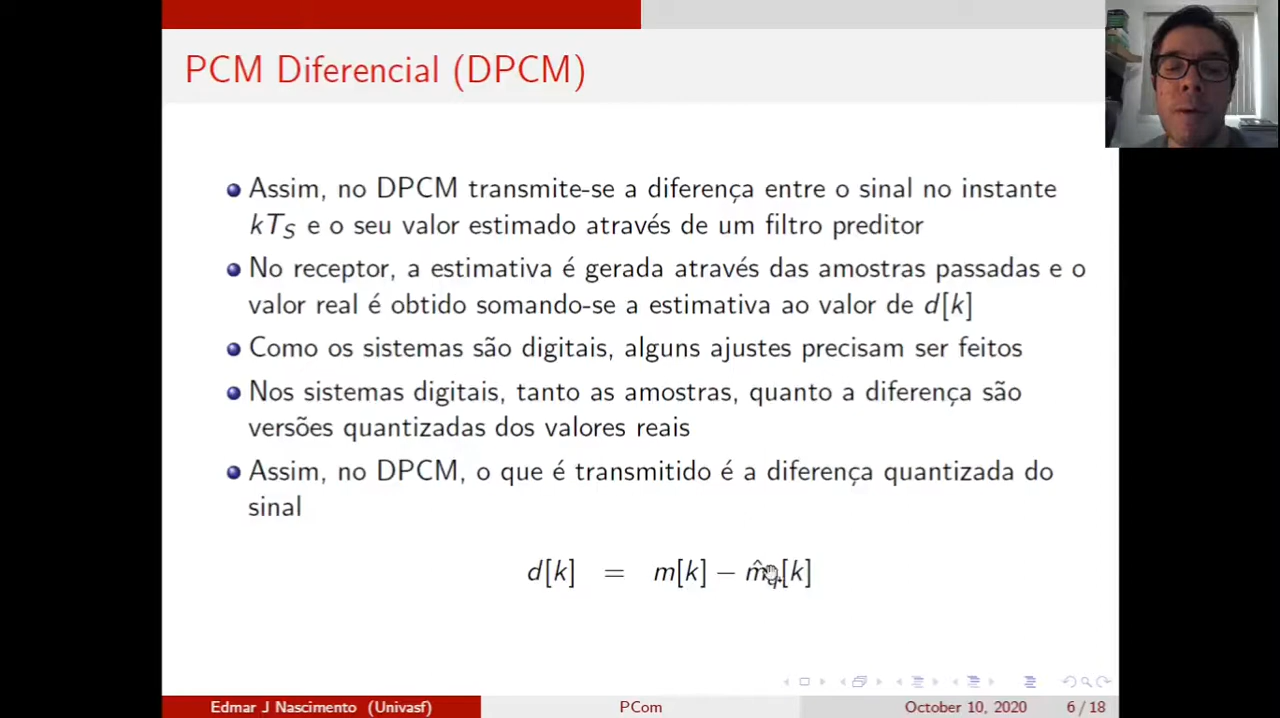 PCM Diferencial (DPCM)
Assim, no DPCM transmite-se a diferença entre o sinal no instante
kT_S e o seu valor estimado através de um filtro preditor
No receptor, a estimativa é gerada através das amostras passadas e o
valor real é obtido somando-se a estimativa ao valor de d[k]
Como os sistemas são digitais, alguns ajustes precisam ser feitos
Nos sistemas digitais, tanto as amostras, quanto a diferença são
versões quantizadas dos valores reais
Assim, no DPCM, o que é transmitido é a diferença quantizada do
sinal
d[k] = m[k] − m̂_q[k]
Edmar J Nascimento (Univasf) PCom October 10, 2020 6 / 18